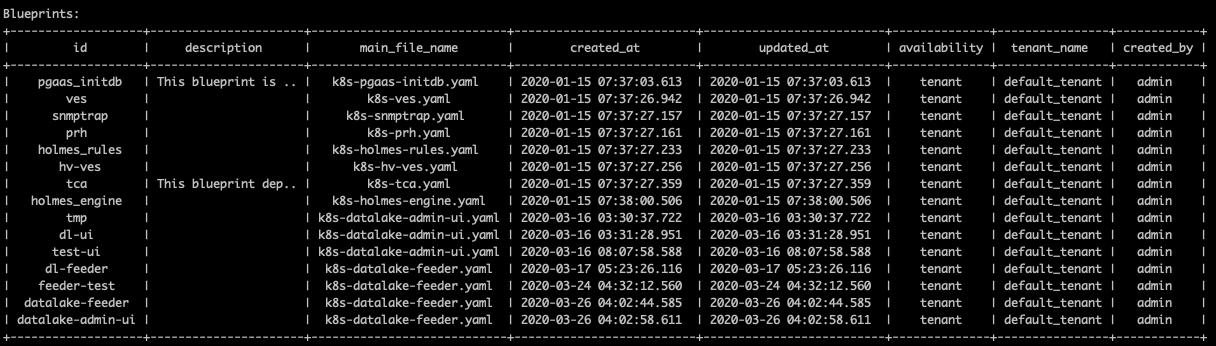 Blueprints:
+------------------+--------------------+--------------------------+--------------------------+--------------------------+--------------+----------------+------------+
| id | description | main_file_name | created_at | updated_at | availability | tenant_name | created_by |
+------------------+--------------------+--------------------------+--------------------------+--------------------------+--------------+----------------+------------+
| pgaas_initdb | This blueprint is .. | k8s-pgaas-initdb.yaml | 2020-01-15 07:37:03.613 | 2020-01-15 07:37:03.613 | tenant | default_tenant | admin |
| ves | | k8s-ves.yaml | 2020-01-15 07:37:26.942 | 2020-01-15 07:37:26.942 | tenant | default_tenant | admin |
| snmptrap | | k8s-snmptrap.yaml | 2020-01-15 07:37:27.157 | 2020-01-15 07:37:27.157 | tenant | default_tenant | admin |
| prh | | k8s-prh.yaml | 2020-01-15 07:37:27.161 | 2020-01-15 07:37:27.161 | tenant | default_tenant | admin |
| holmes_rules | | k8s-holmes-rules.yaml | 2020-01-15 07:37:27.233 | 2020-01-15 07:37:27.233 | tenant | default_tenant | admin |
| hv-ves | | k8s-hv-ves.yaml | 2020-01-15 07:37:27.256 | 2020-01-15 07:37:27.256 | tenant | default_tenant | admin |
| tca | This blueprint dep.. | k8s-tca.yaml | 2020-01-15 07:37:27.359 | 2020-01-15 07:37:27.359 | tenant | default_tenant | admin |
| holmes_engine | | k8s-holmes-engine.yaml | 2020-01-15 07:38:00.506 | 2020-01-15 07:38:00.506 | tenant | default_tenant | admin |
| tmp | | k8s-datalake-admin-ui.yaml | 2020-03-16 03:30:37.722 | 2020-03-16 03:30:37.722 | tenant | default_tenant | admin |
| dl-ui | | k8s-datalake-admin-ui.yaml | 2020-03-16 03:31:28.951 | 2020-03-16 03:31:28.951 | tenant | default_tenant | admin |
| test-ui | | k8s-datalake-admin-ui.yaml | 2020-03-16 08:07:58.588 | 2020-03-16 08:07:58.588 | tenant | default_tenant | admin |
| dl-feeder | | k8s-datalake-feeder.yaml | 2020-03-17 05:23:26.116 | 2020-03-17 05:23:26.116 | tenant | default_tenant | admin |
| feeder-test | | k8s-datalake-feeder.yaml | 2020-03-24 04:32:12.560 | 2020-03-24 04:32:12.560 | tenant | default_tenant | admin |
| datalake-feeder | | k8s-datalake-feeder.yaml | 2020-03-26 04:02:44.585 | 2020-03-26 04:02:44.585 | tenant | default_tenant | admin |
| datalake-admin-ui | | k8s-datalake-feeder.yaml | 2020-03-26 04:02:58.611 | 2020-03-26 04:02:58.611 | tenant | default_tenant | admin |
+------------------+--------------------+--------------------------+--------------------------+--------------------------+--------------+----------------+------------+